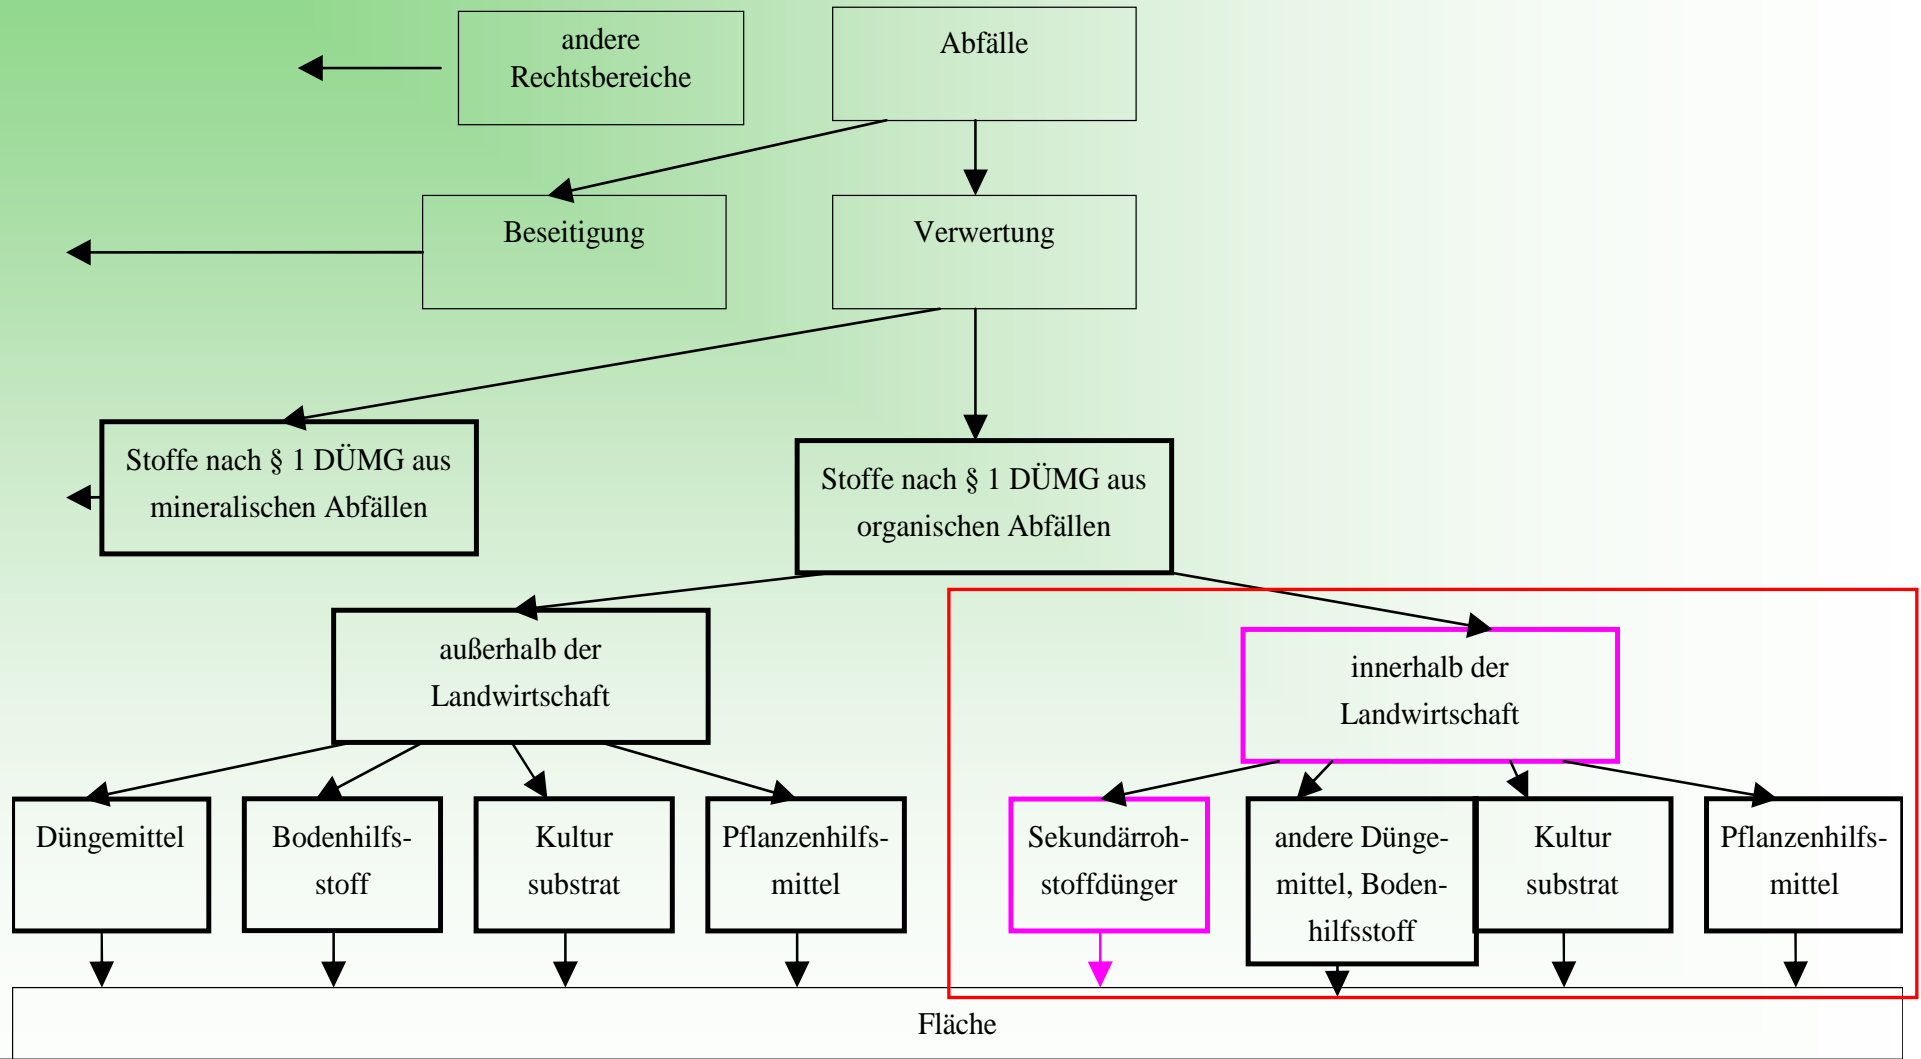 andere
Rechtsbereiche
Abfälle
Beseitigung
Verwertung
Stoffe nach § 1 DÜMG aus
mineralischen Abfällen
Stoffe nach § 1 DÜMG aus
organischen Abfällen
außerhalb der
Landwirtschaft
innerhalb der
Landwirtschaft
Düngemittel
Bodenhilfs-
stoff
Kultur
substrat
Pflanzenhilfs-
mittel
Sekundärroh-
stoffdünger
andere Dünge-
mittel, Boden-
hilfsstoff
Kultur
substrat
Pflanzenhilfs-
mittel
Fläche